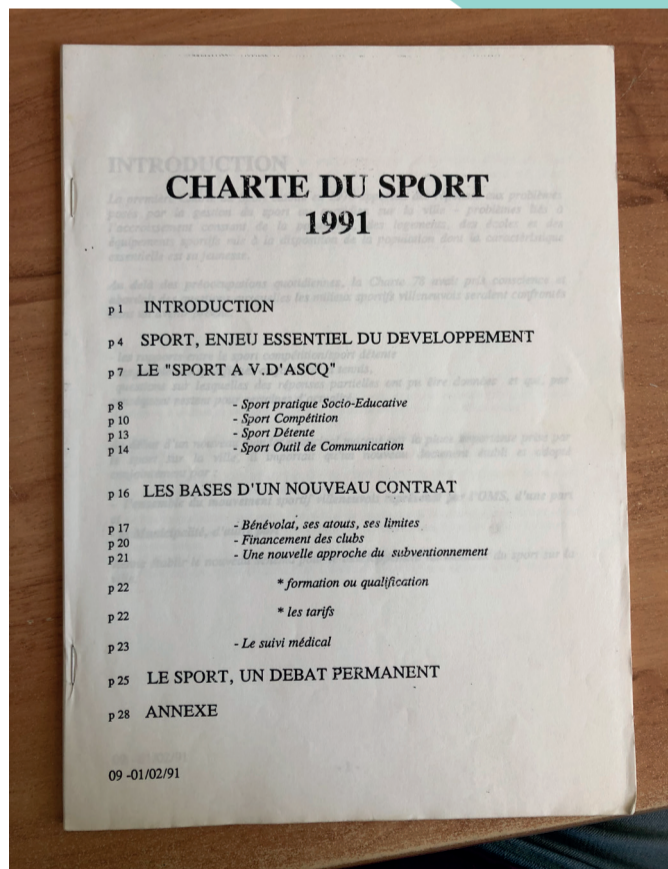 CHARTE DU SPORT
1991
p 1 INTRODUCTION
p 4 SPORT, ENJEU ESSENTIEL DU DEVELOPPEMENT
p 7 LE "SPORT A V.D'ASCQ"
p 8 - Sport pratique Socio-Educative
p 10 - Sport Compétition
p 13 - Sport Détente
p 14 - Sport Outil de Communication
p 16 LES BASES D'UN NOUVEAU CONTRAT
p 17 - Bénévolat, ses atouts, ses limites
p 20 - Financement des clubs
p 21 - Une nouvelle approche du subventionnement
p 22 * formation ou qualification
p 22 * les tarifs
p 23 - Le suivi médical
p 25 LE SPORT, UN DEBAT PERMANENT
p 28 ANNEXE
09 -01/02/91